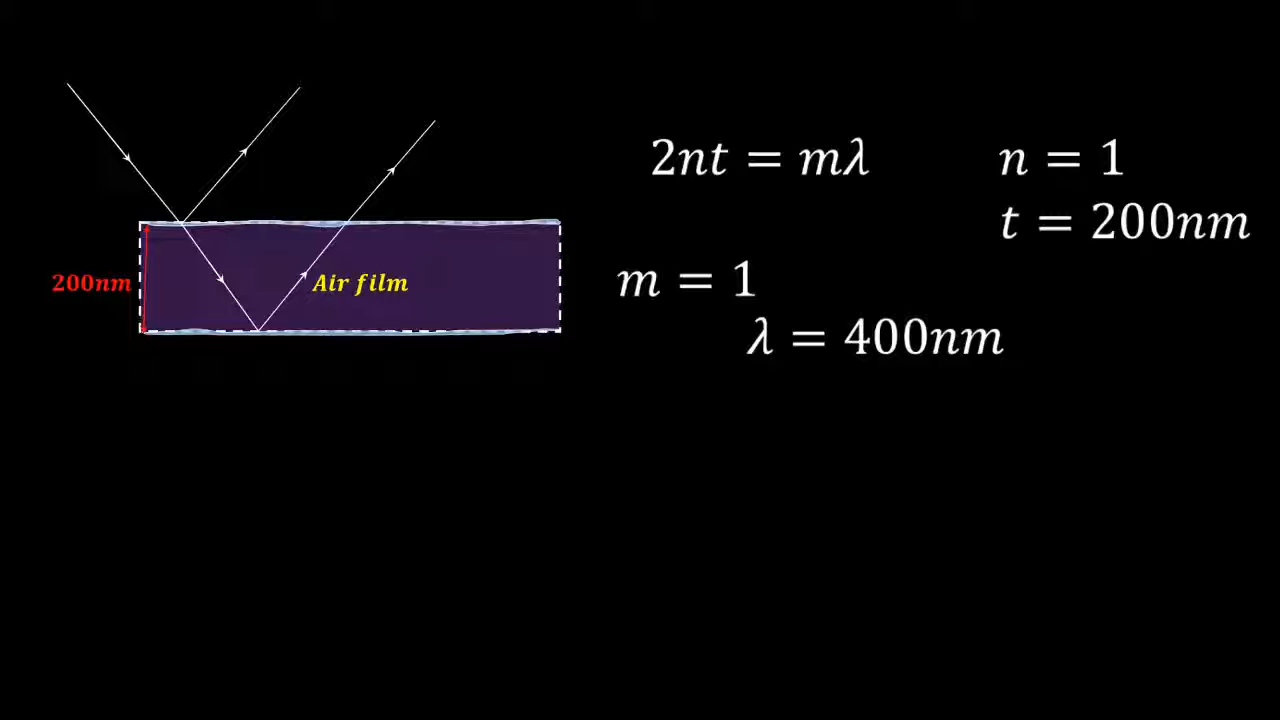 2nt = mλ
n = 1
t = 200nm
200nm
Air film
m = 1
λ = 400nm